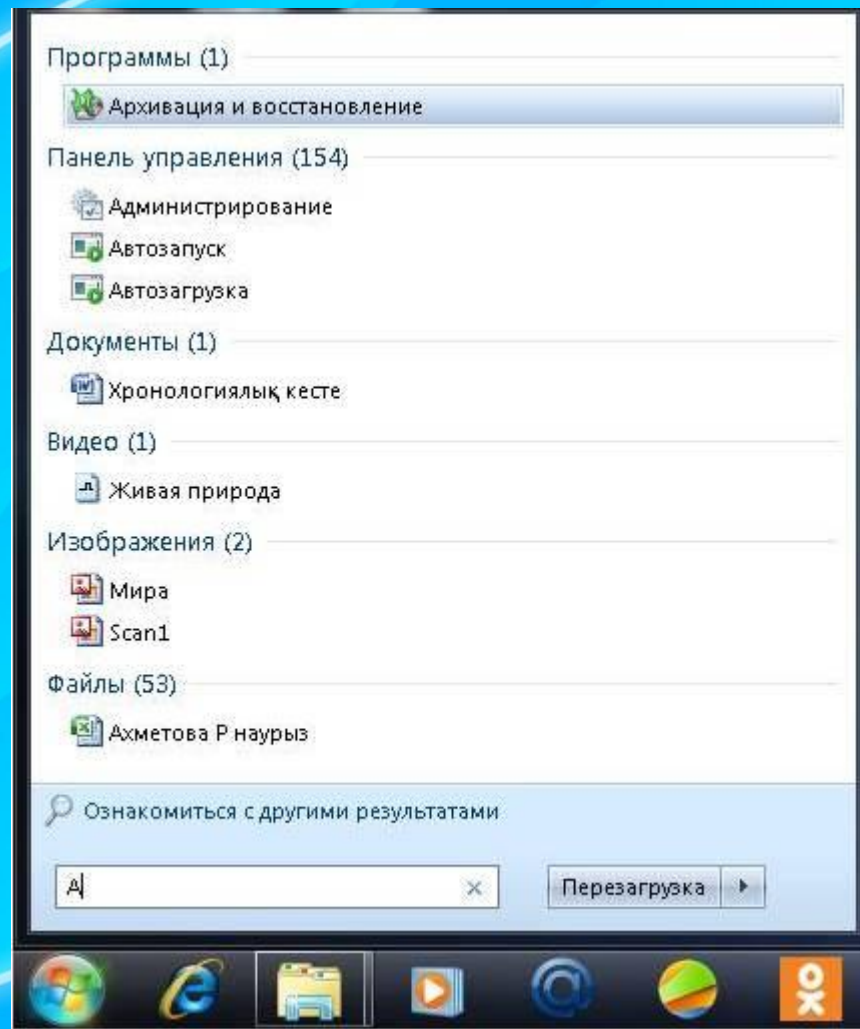 Программы (1)
Архивация и восстановление
Панель управления (154)
Администрирование
Автозапуск
Автозагрузка
Документы (1)
Хронологиялық кесте
Видео (1)
Живая природа
Изображения (2)
Мира
Scan1
Файлы (53)
Ахметова Р наурыз
Ознакомиться с другими результатами
А
Перезагрузка